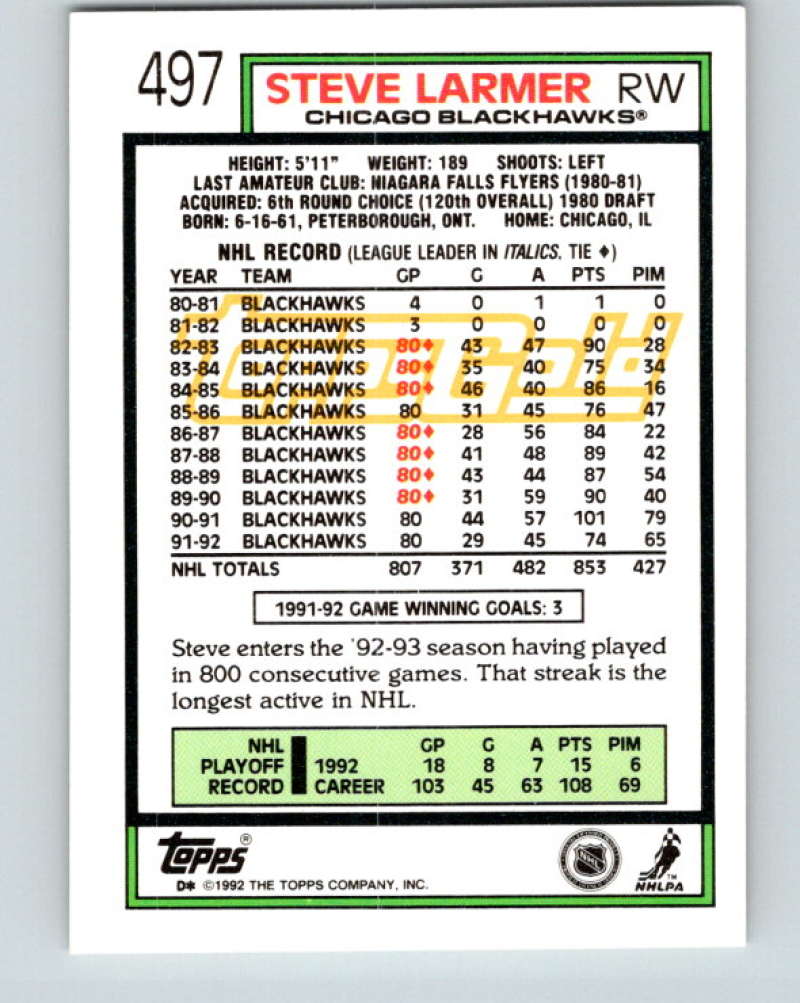 497
STEVE LARMER RW
CHICAGO BLACKHAWKS®
HEIGHT: 5'11" WEIGHT: 189 SHOOTS: LEFT
LAST AMATEUR CLUB: NIAGARA FALLS FLYERS (1980-81)
ACQUIRED: 6th ROUND CHOICE (120th OVERALL) 1980 DRAFT
BORN: 6-16-61, PETERBOROUGH, ONT. HOME: CHICAGO, IL
NHL RECORD (LEAGUE LEADER IN ITALICS. TIE ♦)
YEAR TEAM GP G A PTS PIM
80-81 BLACKHAWKS 4 0 1 1 0
81-82 BLACKHAWKS 3 0 0 0 0
82-83 BLACKHAWKS 80♦ 43 47 90 28
83-84 BLACKHAWKS 80♦ 35 40 75 34
84-85 BLACKHAWKS 80♦ 46 40 86 16
85-86 BLACKHAWKS 80 31 45 76 47
86-87 BLACKHAWKS 80♦ 28 56 84 22
87-88 BLACKHAWKS 80♦ 41 48 89 42
88-89 BLACKHAWKS 80♦ 43 44 87 54
89-90 BLACKHAWKS 80♦ 31 59 90 40
90-91 BLACKHAWKS 80 44 57 101 79
91-92 BLACKHAWKS 80 29 45 74 65
NHL TOTALS 807 371 482 853 427
Topps Gold
1991-92 GAME WINNING GOALS: 3
Steve enters the '92-93 season having played
in 800 consecutive games. That streak is the
longest active in NHL.
NHL GP G A PTS PIM
PLAYOFF 1992 18 8 7 15 6
RECORD CAREER 103 45 63 108 69
TOPPS®
D* ©1992 THE TOPPS COMPANY, INC.
NHL
TM
NHLPA